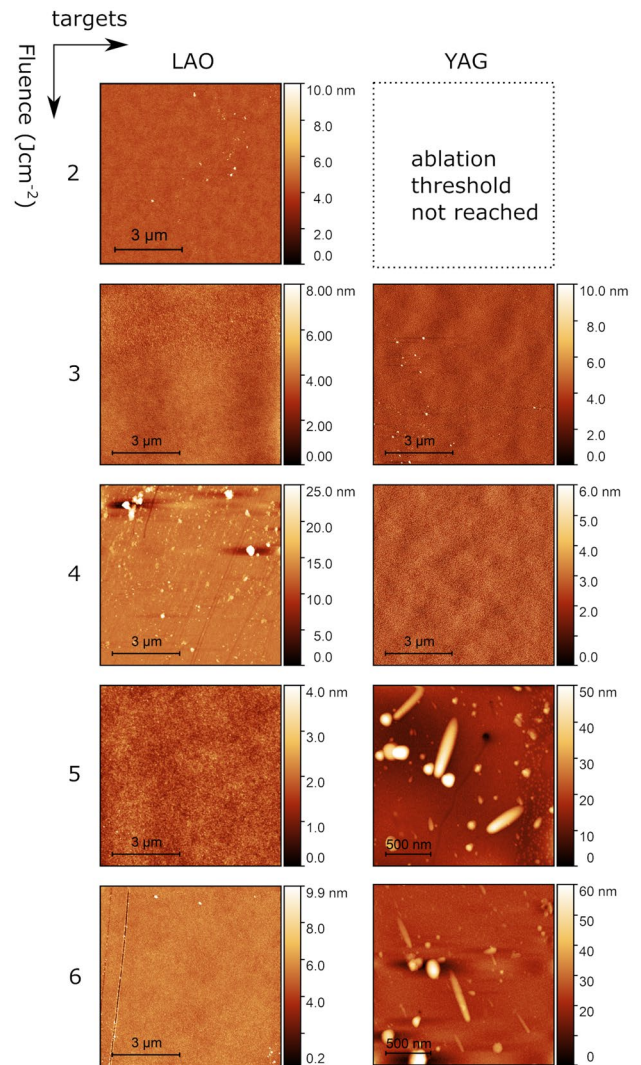 targets
Fluence (Jcm-2)
LAO
YAG
2
10.0 nm
8.0
6.0
4.0
2.0
0.0
3 µm
ablation
threshold
not reached
3
8.00 nm
6.00
4.00
2.00
0.00
3 µm
10.0 nm
8.0
6.0
4.0
2.0
0.0
3 µm
4
25.0 nm
20.0
15.0
10.0
5.0
0.0
3 µm
6.0 nm
5.0
4.0
3.0
2.0
1.0
0.0
3 µm
5
4.0 nm
3.0
2.0
1.0
0.0
3 µm
50 nm
40
30
20
10
0
500 nm
6
9.9 nm
8.0
6.0
4.0
0.2
3 µm
60 nm
50
40
30
20
10
0
500 nm